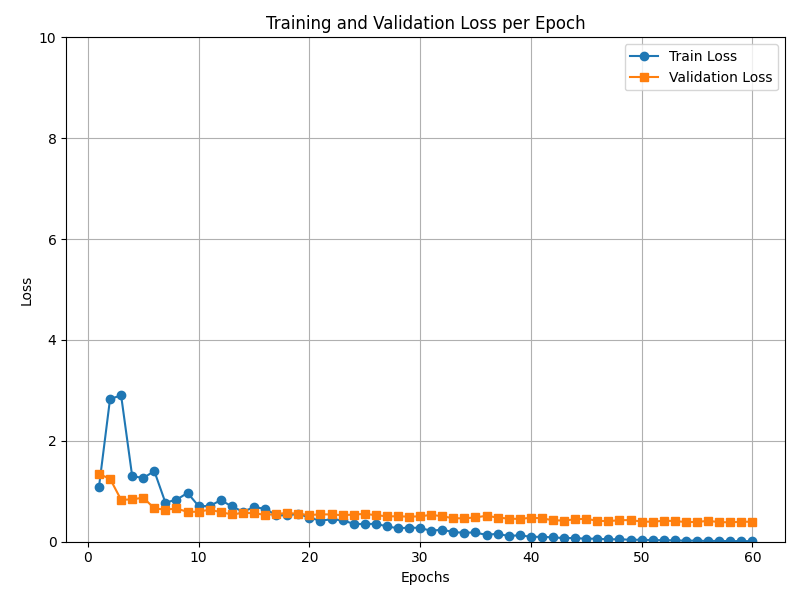 Training and Validation Loss per Epoch
Train Loss
Validation Loss
Loss
10
8
6
4
2
0
0 10 20 30 40 50 60
Epochs